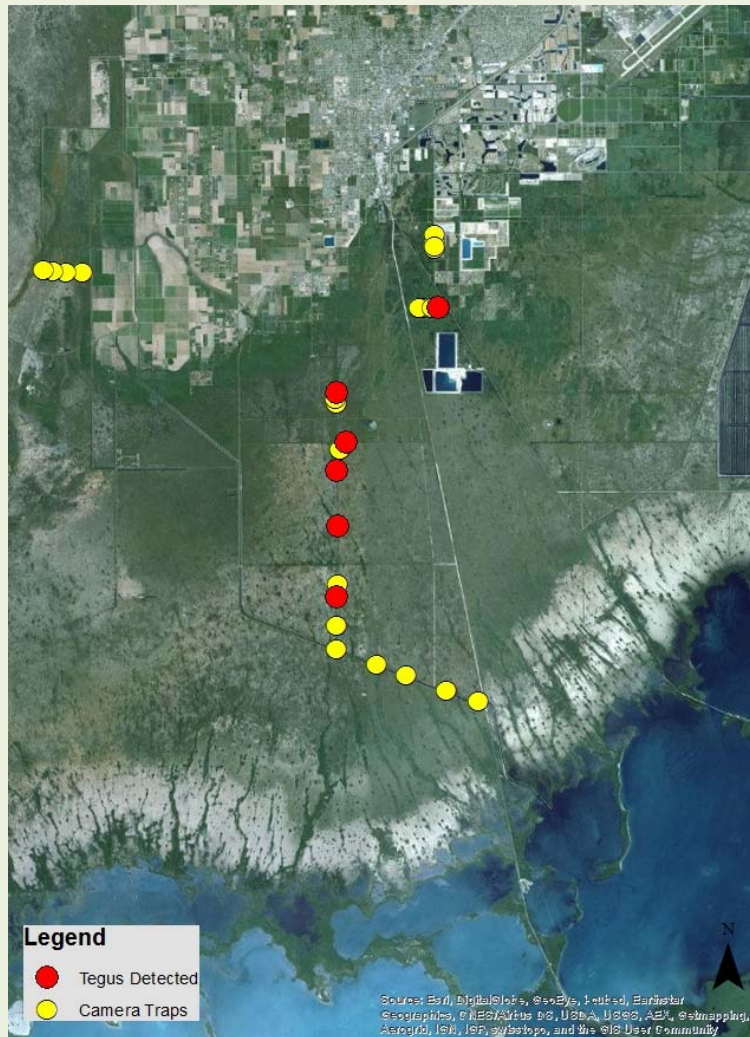 N
Legend
Tegus Detected
Camera Traps
Source: Esri, DigitalGlobe, GeoEye, i-cubed, Earthstar
Geographics, CNES/Airbus DS, USDA, USGS, AEX, Getmapping,
Aerogrid, IGN, IGP, swisstopo, and the GIS User Community